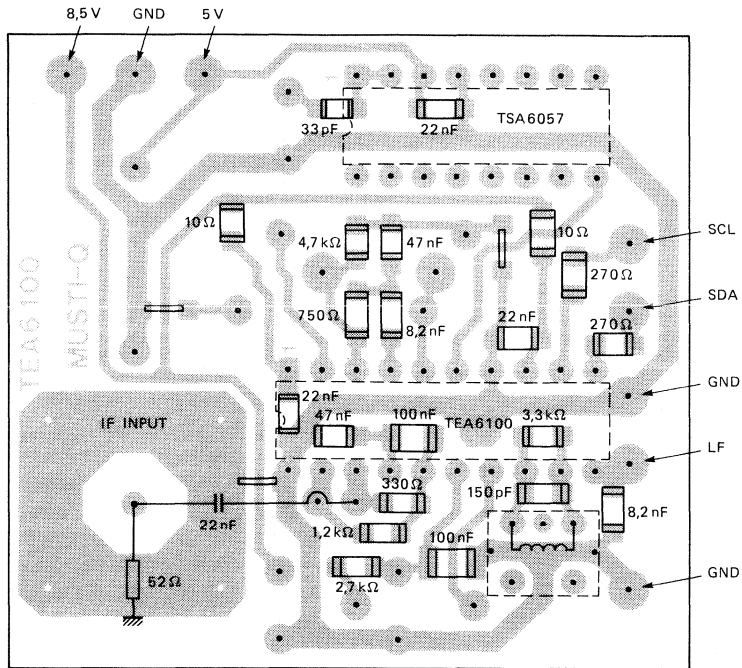 8,5 V
GND
5 V
TSA6057
33 pF
22 nF
1
10 Ω
4,7 kΩ
47 nF
10 Ω
270 Ω
SCL
SDA
750 Ω
8,2 nF
22 nF
270 Ω
TEA6100
MUSTI-Q
1
GND
22 nF
IF INPUT
47 nF
100 nF
TEA6100
3,3 kΩ
LF
330 Ω
150 pF
22 nF
8,2 nF
1,2 kΩ
100 nF
52 Ω
2,7 kΩ
GND